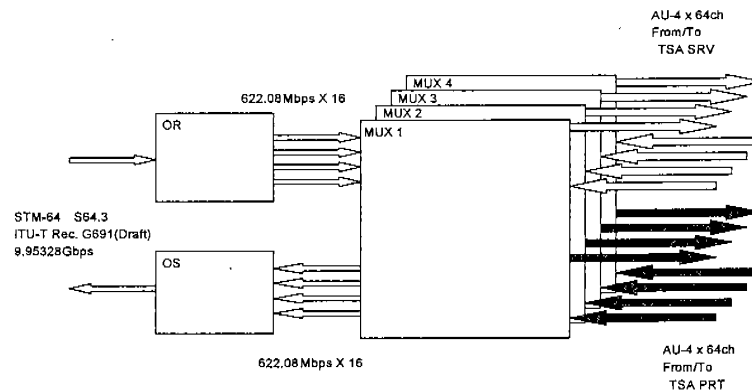 AU-4 x 64ch
From/To
TSA SRV
622.08Mbps X 16
MUX 4
MUX 3
MUX 2
MUX 1
OR
STM-64 S64.3
ITU-T Rec. G691(Draft)
9.95328Gbps
OS
622.08Mbps X 16
AU-4 x 64ch
From/To
TSA PRT